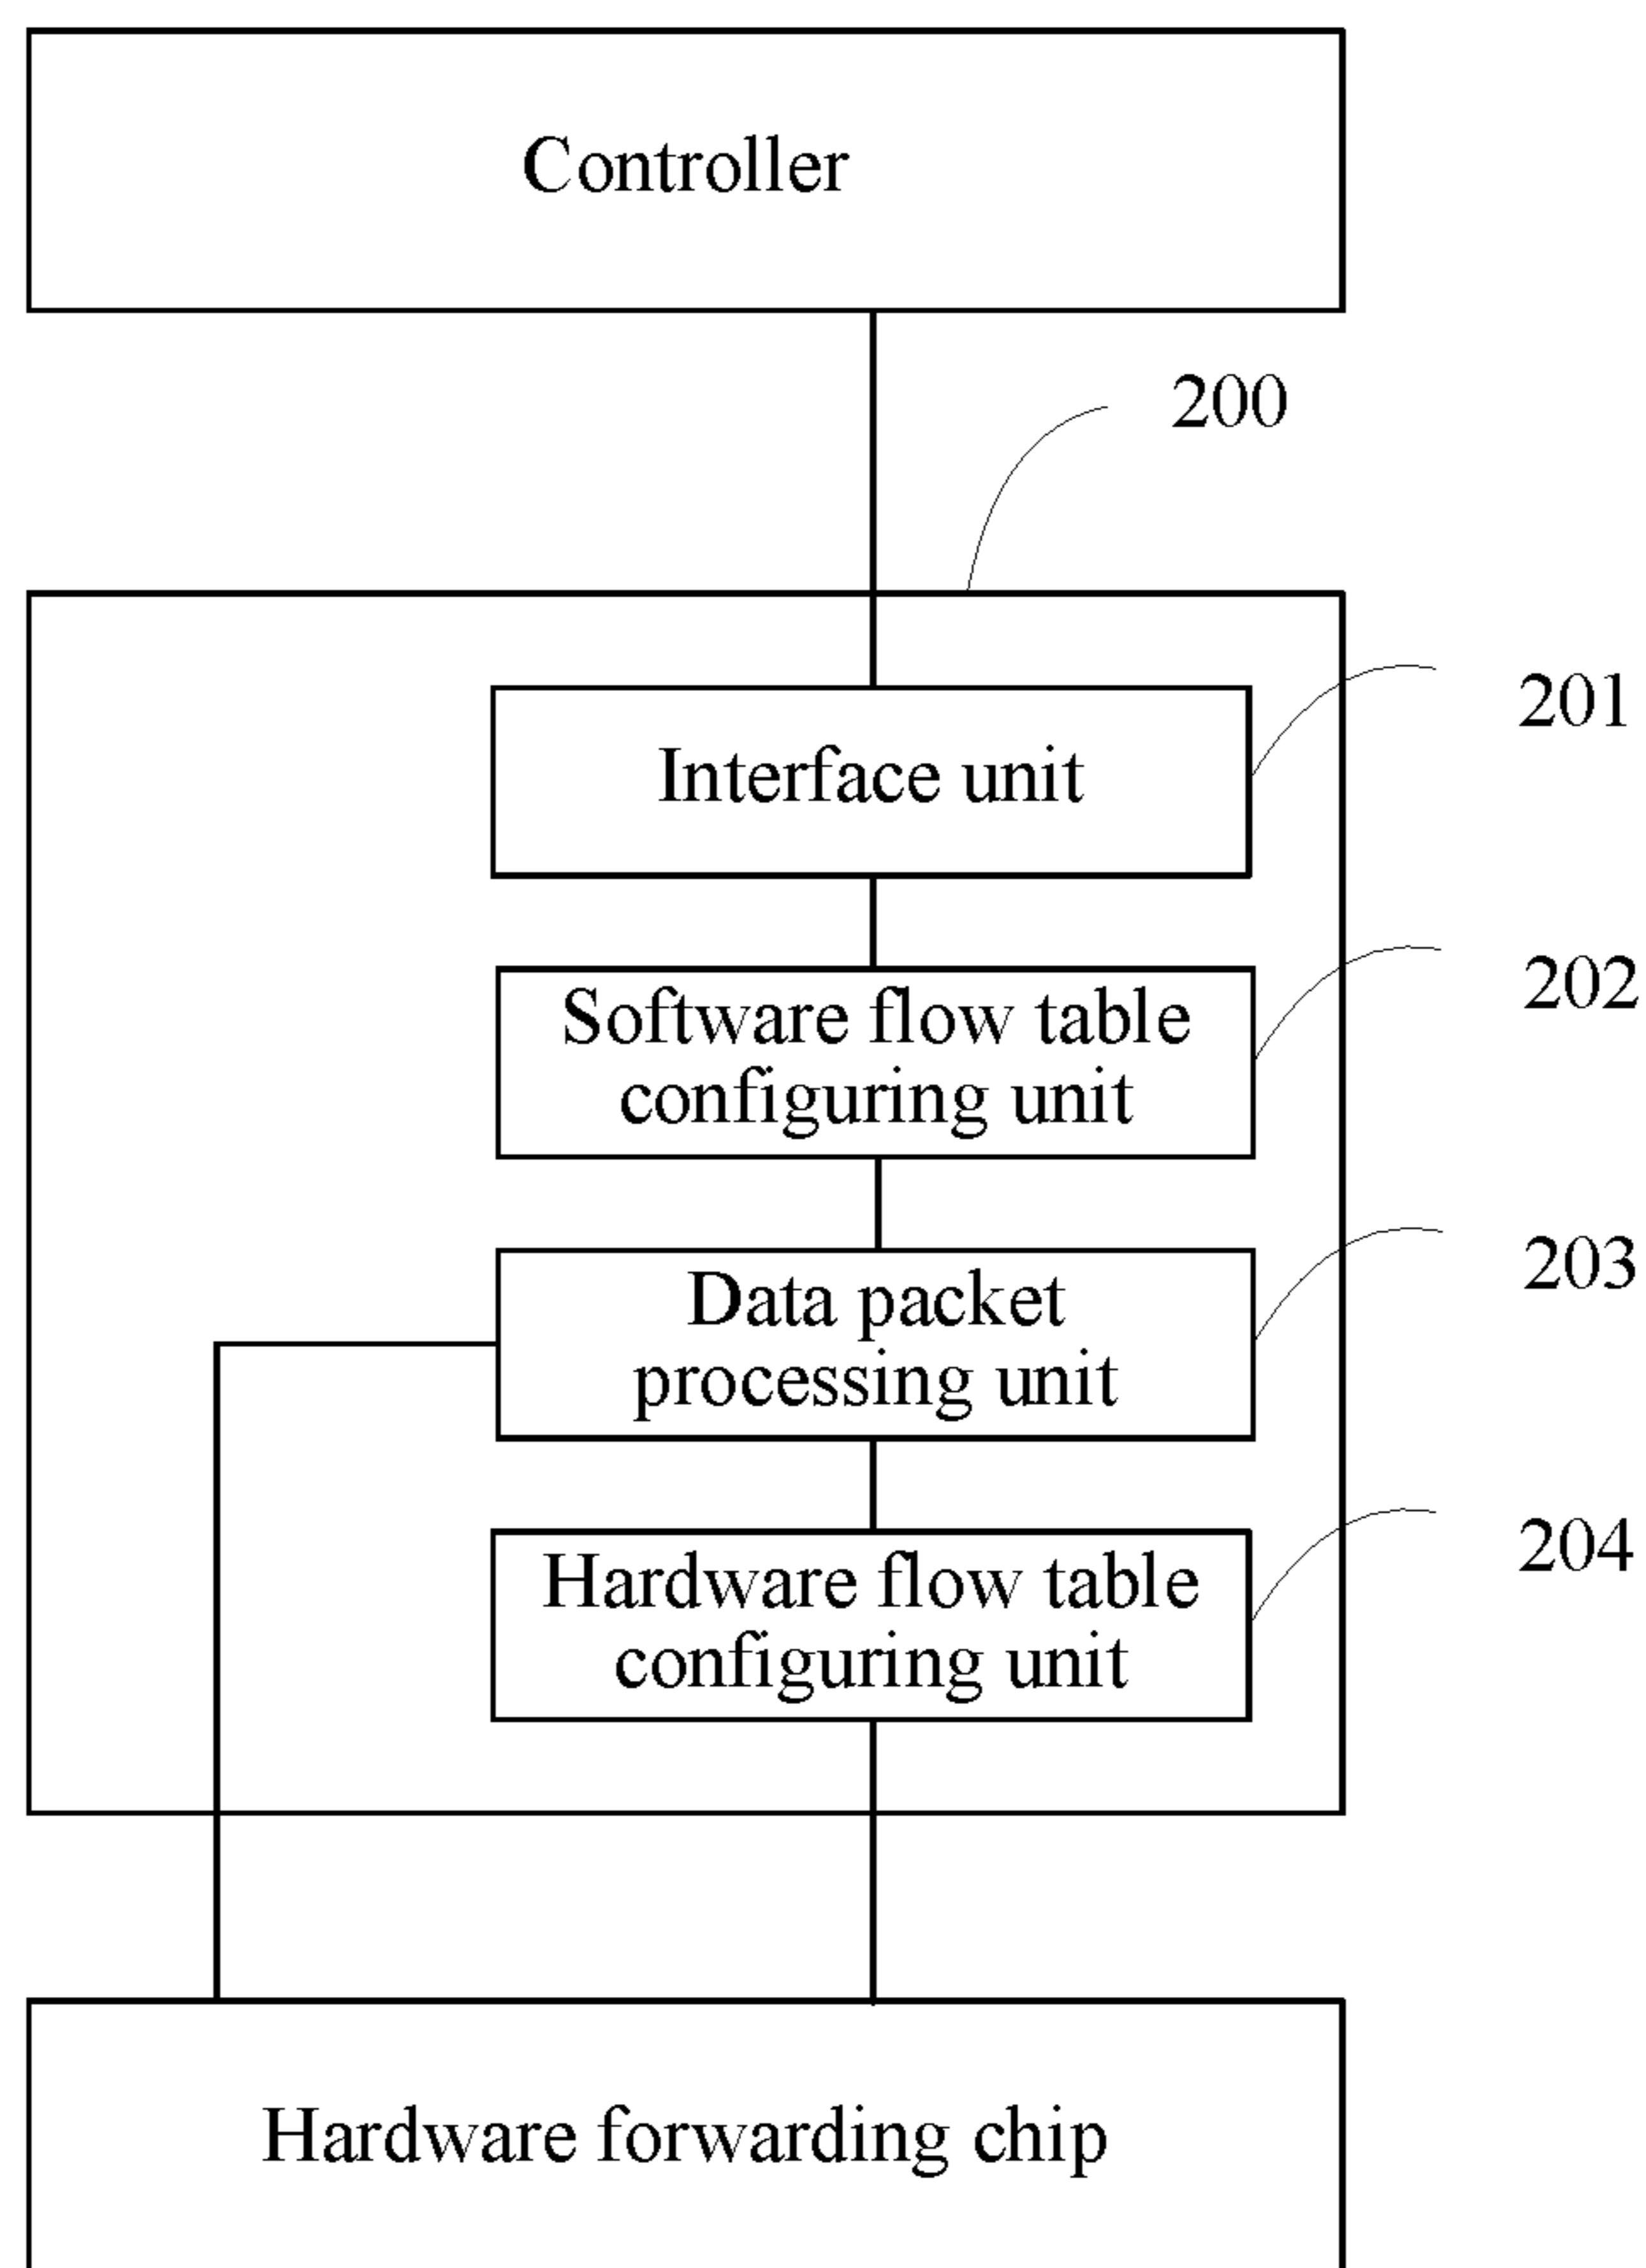 Controller
200
201
Interface unit
202
Software flow table
configuring unit
203
Data packet
processing unit
204
Hardware flow table
configuring unit
Hardware forwarding chip